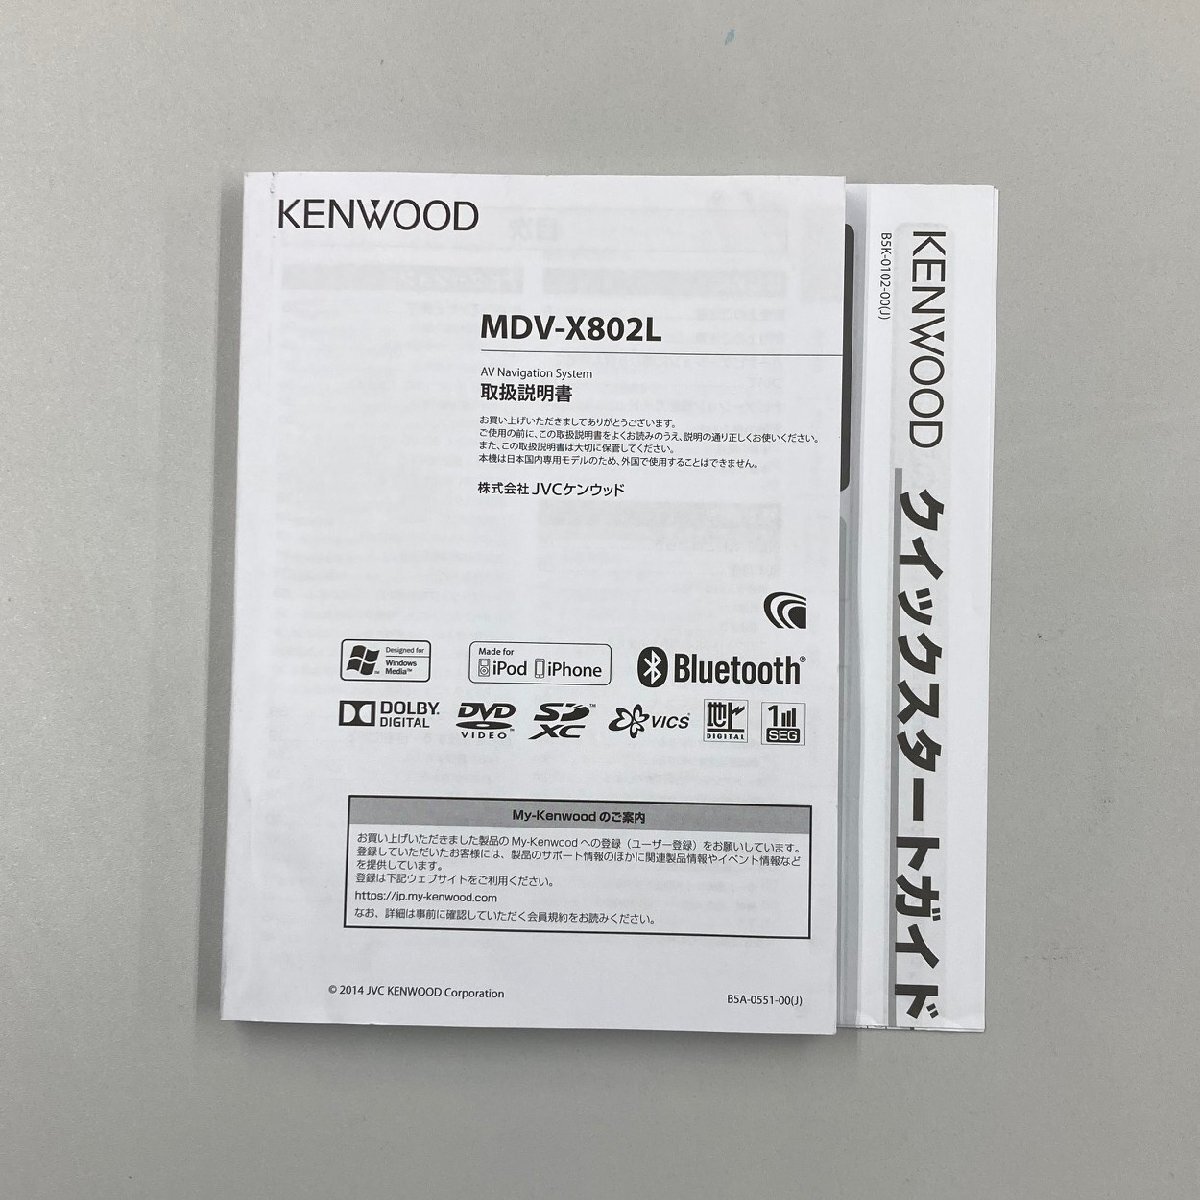 KENWOOD
MDV-X802L
AV Navigation System
取扱説明書
お買い上げいただきましてありがとうございます。
ご使用の前に、この取扱説明書をよくお読みのうえ、説明の通り正しくお使いください。
また、この取扱説明書は大切に保管してください。
本機は日本国内専用モデルのため、外国で使用することはできません。
株式会社 JVCケンウッド
Designed for
Windows
Media™
Made for
iPod iPhone
Bluetooth®
DOLBY
DIGITAL
DVD
VIDEO™
SD
XC™
VICS
地上
DIGITAL
1
SEG
My-Kenwood のご案内
お買い上げいただきました製品の My-Kenwood への登録（ユーザー登録）をお願いしています。
登録していただいたお客様には、製品のサポート情報のほかに関連製品情報やイベント情報など
を提供しています。
登録は下記ウェブサイトをご利用ください。
https://jp.my-kenwood.com
なお、詳細は事前に確認していただく会員規約をお読みください。
© 2014 JVC KENWOOD Corporation
B5A-0551-00(J)
KENWOOD クイックスタートガイド
B5K-0102-00(J)